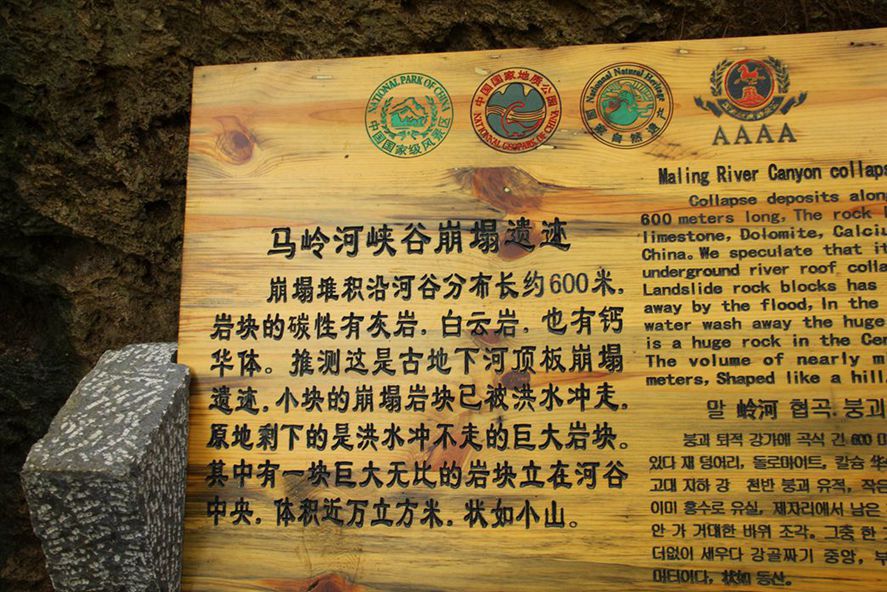 NATIONAL PARK OF CHINA
中国国家级风景区
中国国家地质公园
NATIONAL GEOPARK OF CHINA
National Natural Heritage
国家自然遗产
AAAA
马岭河峡谷崩塌遗迹
崩塌堆积沿河谷分布长约600米，
岩块的碳性有灰岩，白云岩，也有钙
华体。推测这是古地下河顶板崩塌
遗迹，小块的崩塌岩块已被洪水冲走，
原地剩下的是洪水冲不走的巨大岩块。
其中有一块巨大无比的岩块立在河谷
中央，体积近万立方米，状如小山。
Maling River Canyon collaps
Collapse deposits alon
600 meters long, The rock
limestone, Dolomite, Calciu
China. We speculate that it
underground river roof colla
Landslide rock blocks has
away by the flood, In the
water wash away the huge
is a huge rock in the Cen
The volume of nearly mi
meters, Shaped like a hill.
말 岭河 협곡. 붕괴
붕괴 퇴적 강가에 곡식 긴 600 미
있다 재 덩어리, 돌로마이트, 칼슘 华
고대 지하 강 천반 붕괴 유적, 작은
이미 홍수로 유실, 제자리에서 남은
안 가 거대한 바위 조각. 그중 한
더없이 세우다 강골짜기 중앙, 부
머티이다, 状如 동산.